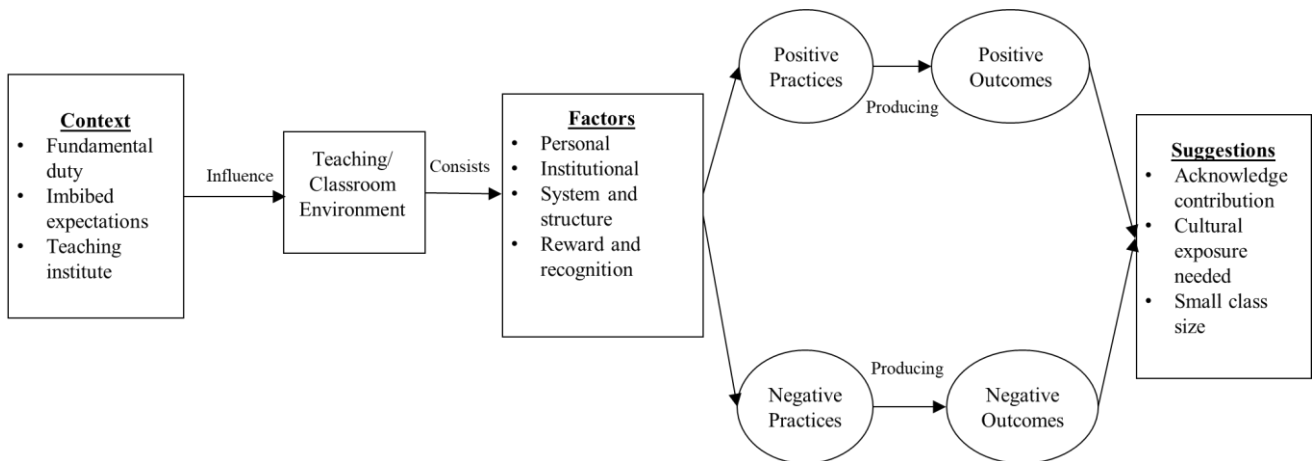 Context
• Fundamental
duty
• Imbibed
expectations
• Teaching
institute
Influence
Teaching/
Classroom
Environment
Consists
Factors
• Personal
• Institutional
• System and
structure
• Reward and
recognition
Positive
Practices
Producing
Positive
Outcomes
Negative
Practices
Producing
Negative
Outcomes
Suggestions
• Acknowledge
contribution
• Cultural
exposure
needed
• Small class
size